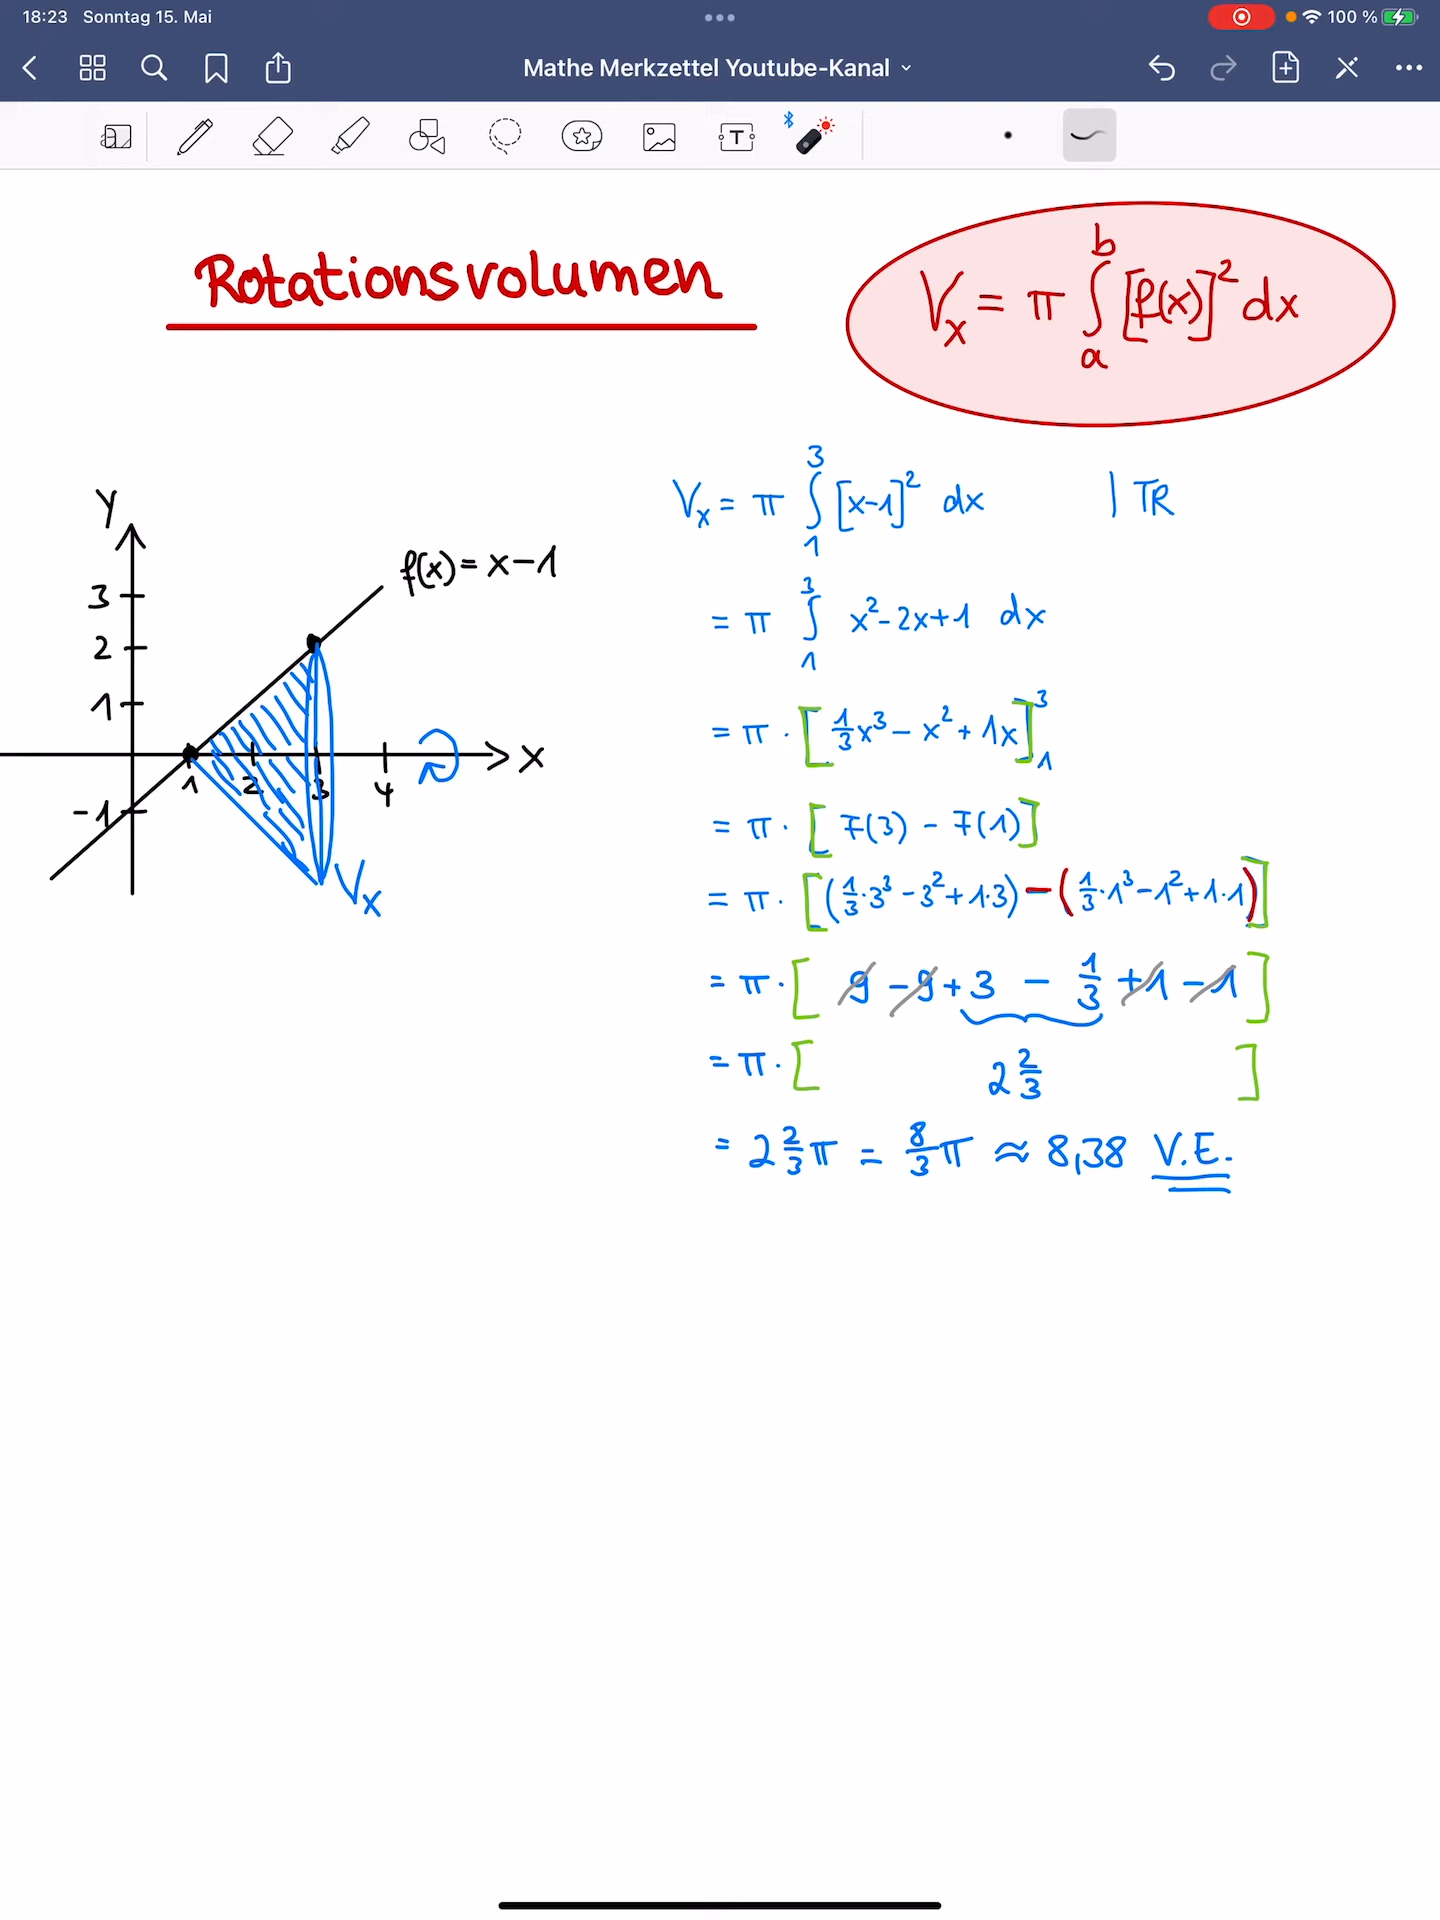 18:23 Sonntag 15. Mai
100 %
Mathe Merkzettel Youtube-Kanal
T
Rotationsvolumen
Vₓ = π ∫ₐᵇ [f(x)]² dx
y
f(x) = x – 1
3
2
1
1 2 3 4
x
-1
Vₓ
Vₓ = π ∫₁³ [x-1]² dx | TR
= π ∫₁³ x² - 2x + 1 dx
= π · [ 1/3 x³ – x² + 1x ]₁³
= π · [ F(3) – F(1) ]
= π · [ (1/3 · 3³ – 3² + 1·3) – (1/3 · 1³ – 1² + 1·1) ]
= π · [ 9 – 9 + 3 – 1/3 + 1 – 1 ]
= π · [ 2 2/3 ]
= 2 2/3 π = 8/3 π ≈ 8,38 V.E.